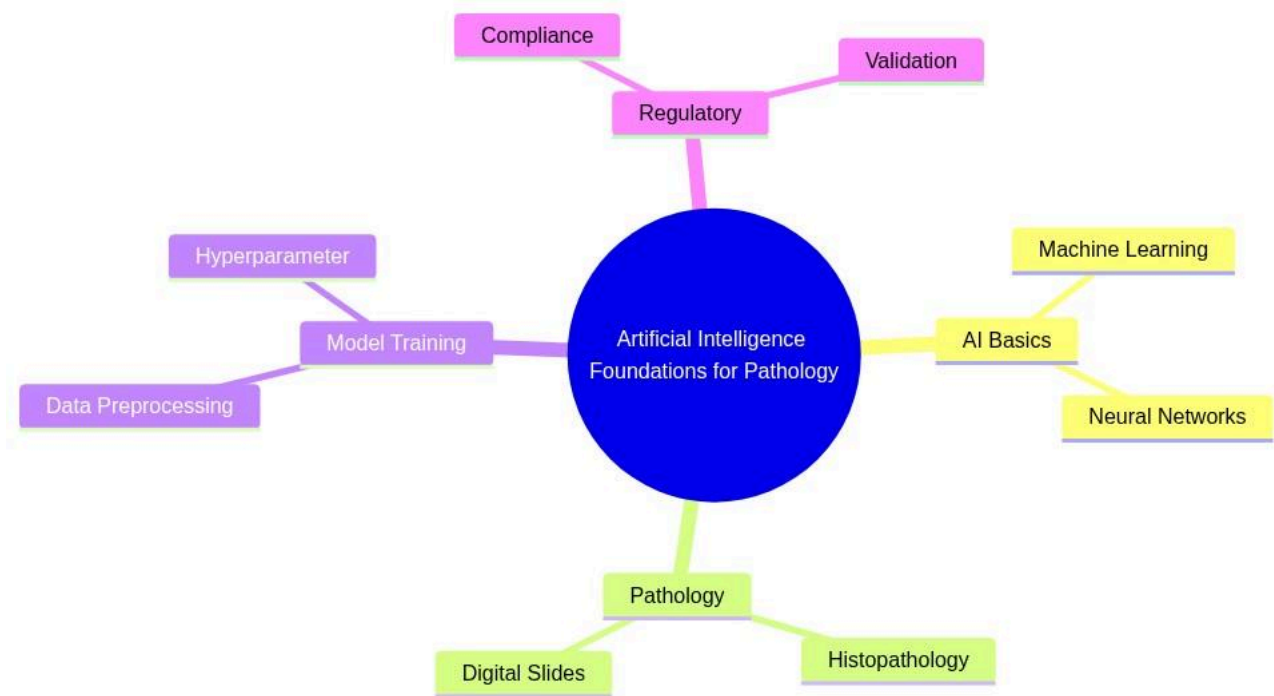 Compliance
Validation
Regulatory
Hyperparameter
Machine Learning
Model Training
Artificial Intelligence
Foundations for Pathology
AI Basics
Data Preprocessing
Neural Networks
Pathology
Digital Slides
Histopathology